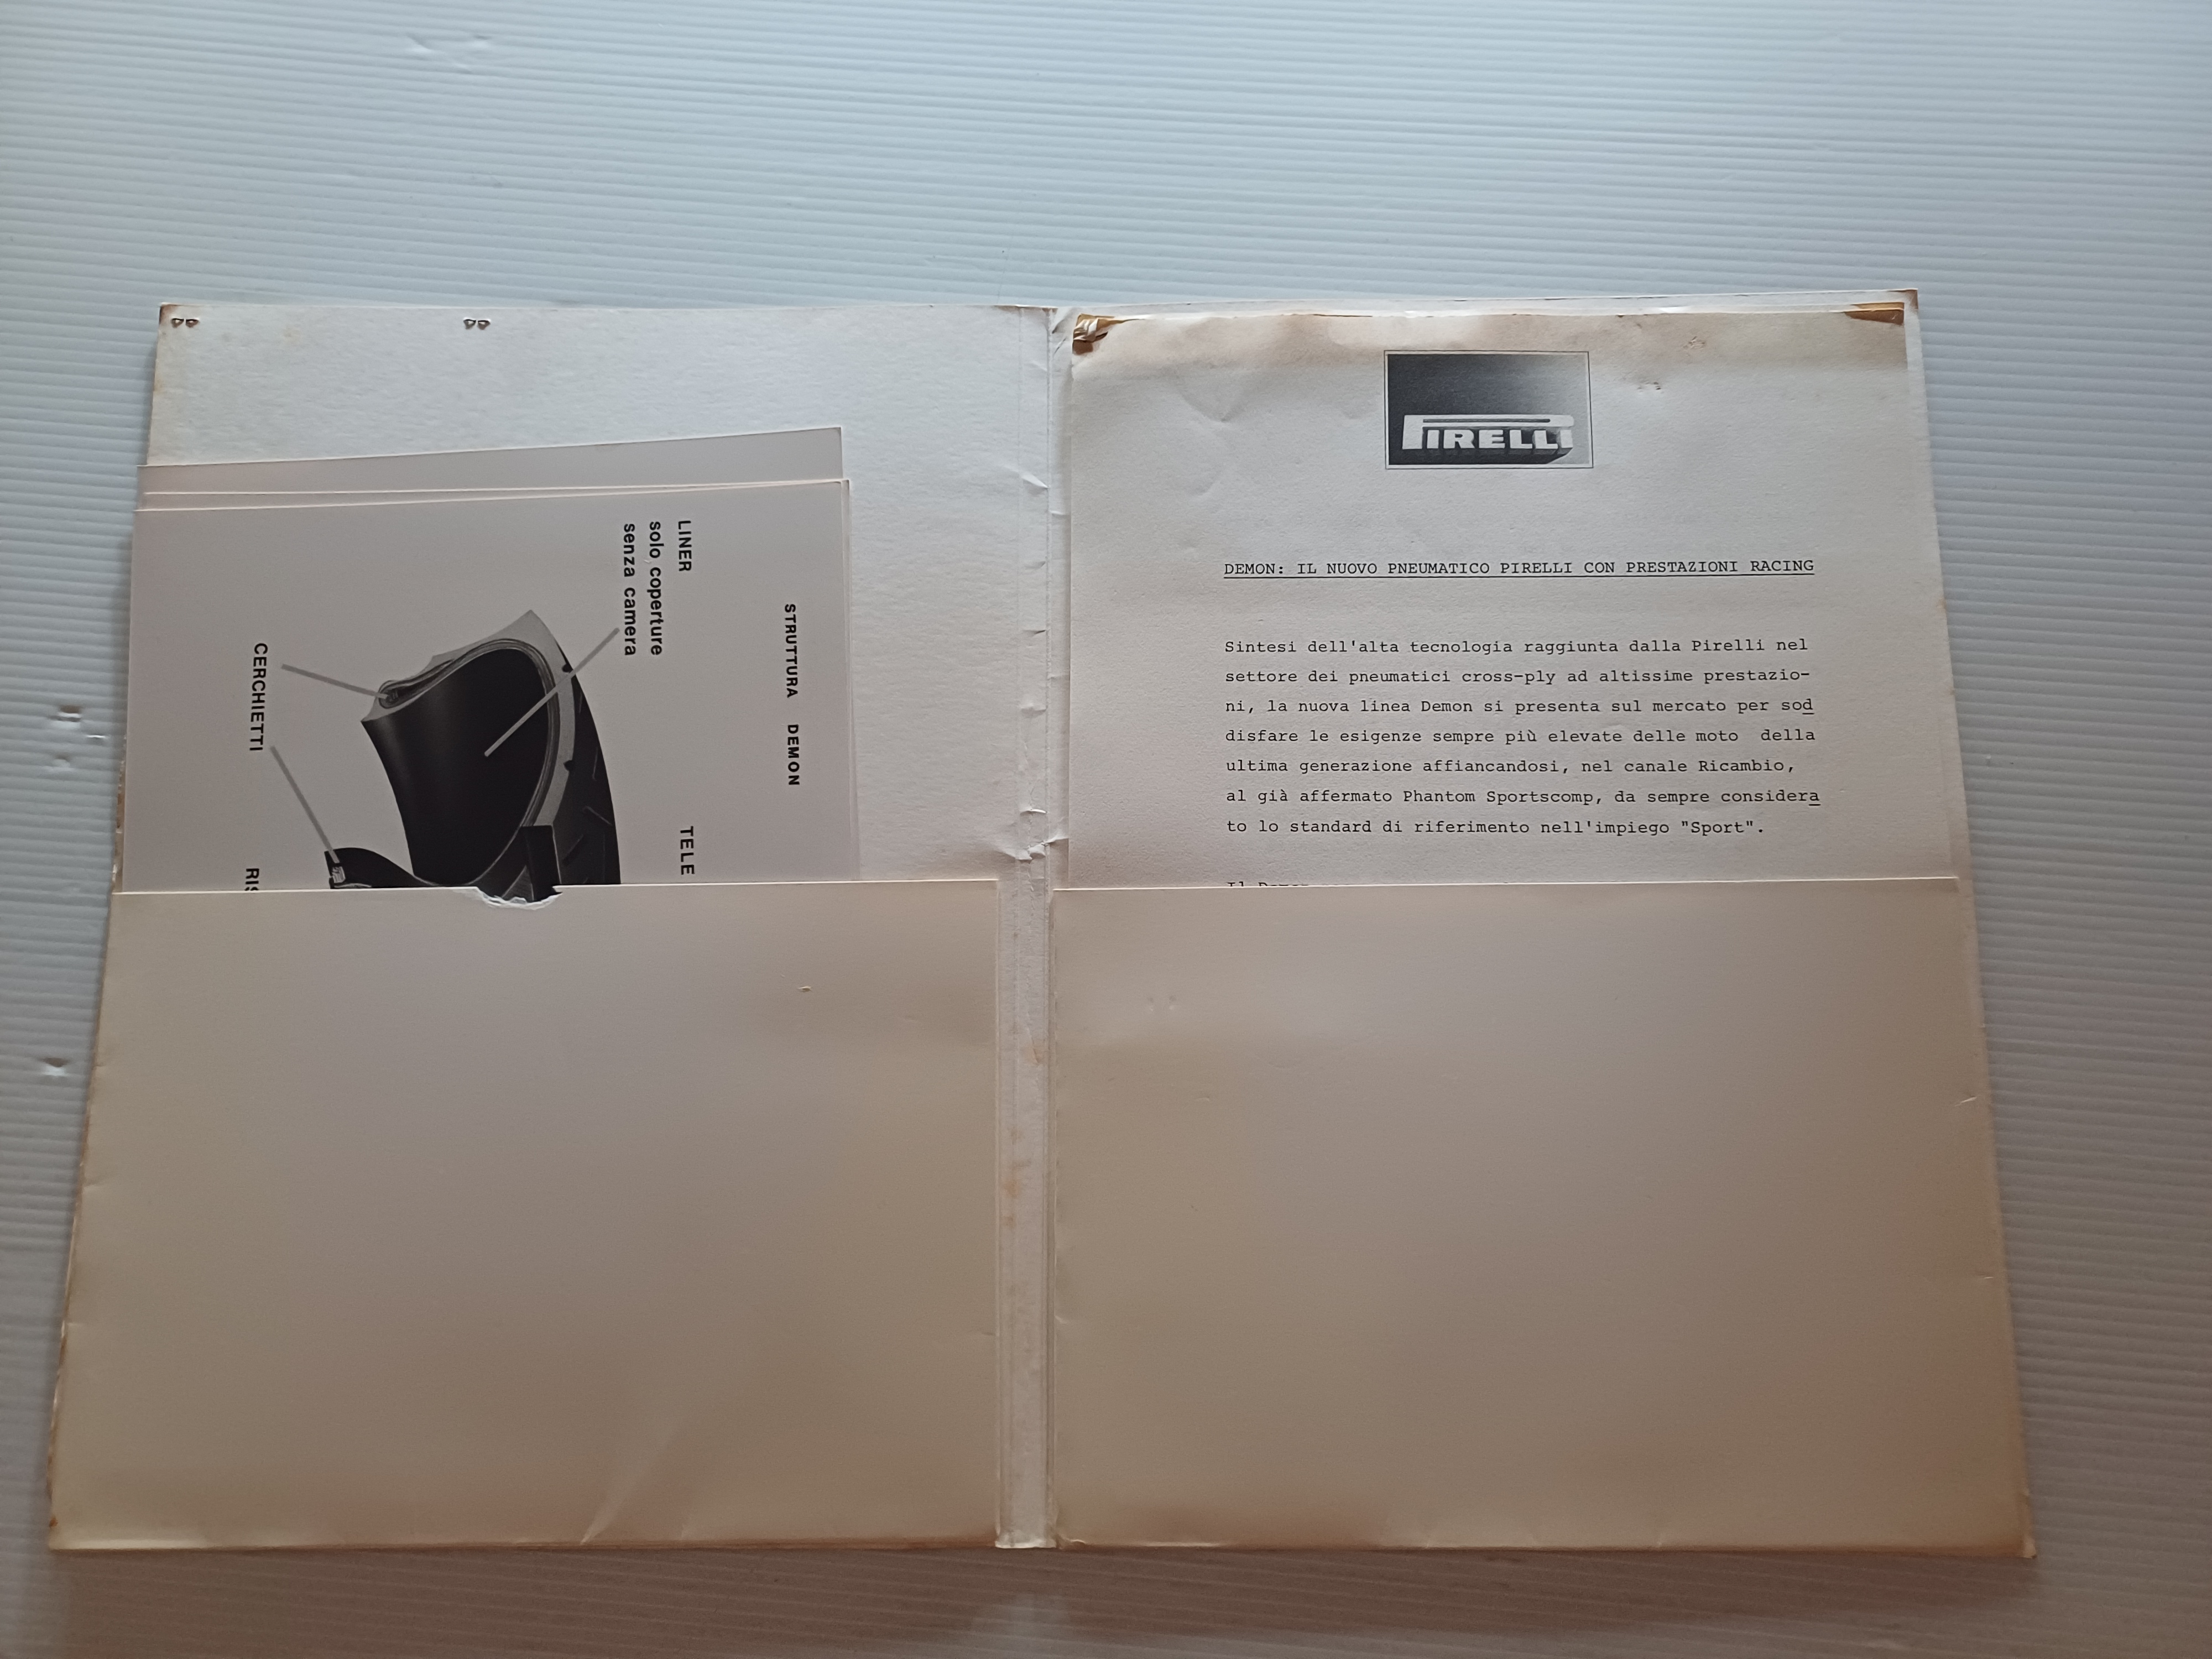 STRUTTURA DEMON
LINER
solo coperture
senza camera
TELE
CERCHIETTI
PIRELLI
DEMON: IL NUOVO PNEUMATICO PIRELLI CON PRESTAZIONI RACING
Sintesi dell'alta tecnologia raggiunta dalla Pirelli nel
settore dei pneumatici cross-ply ad altissime prestazio-
ni, la nuova linea Demon si presenta sul mercato per sod
disfare le esigenze sempre più elevate delle moto della
ultima generazione affiancandosi, nel canale Ricambio,
al già affermato Phantom Sportscomp, da sempre considera
to lo standard di riferimento nell'impiego "Sport".